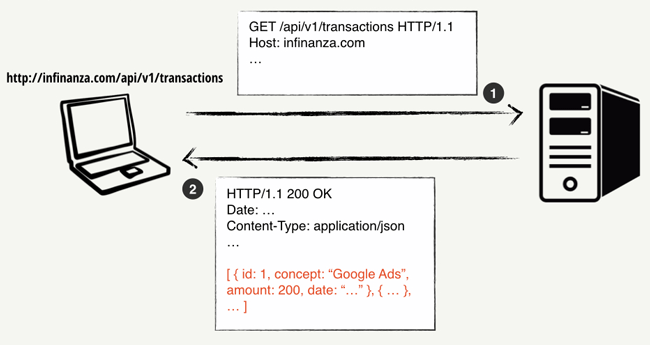 GET /api/v1/transactions HTTP/1.1
Host: infinanza.com
…
http://infinanza.com/api/v1/transactions
1
2
HTTP/1.1 200 OK
Date: …
Content-Type: application/json
…
[ { id: 1, concept: “Google Ads”,
amount: 200, date: “…” }, { … },
… ]